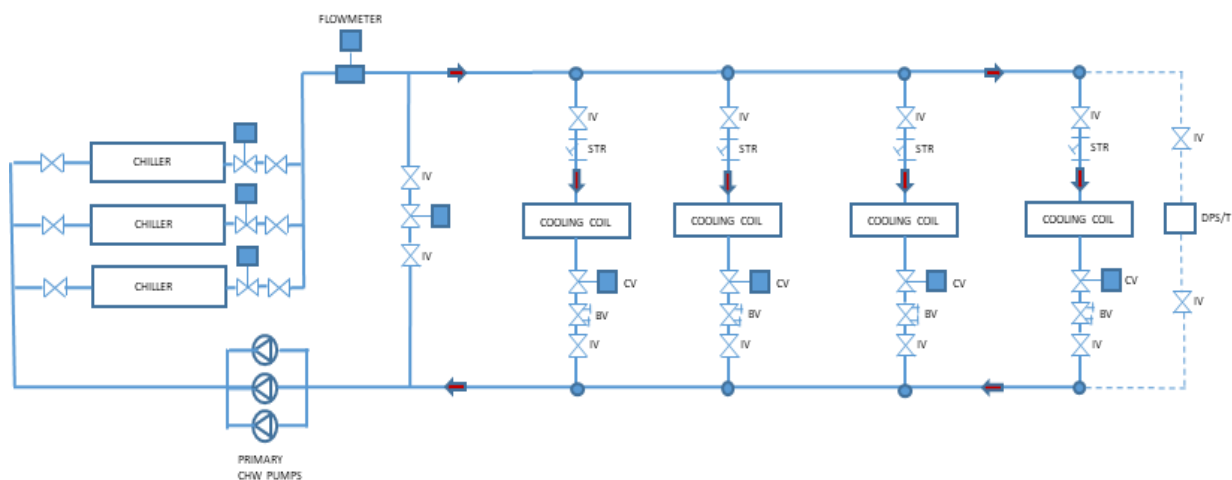 FLOWMETER
IV
IV
IV
IV
IV
STR
STR
STR
STR
CHILLER
CHILLER
CHILLER
IV
IV
COOLING COIL
COOLING COIL
COOLING COIL
COOLING COIL
DPS/T
CV
CV
CV
CV
IV
BV
BV
BV
BV
IV
IV
IV
IV
PRIMARY
CHW PUMPS